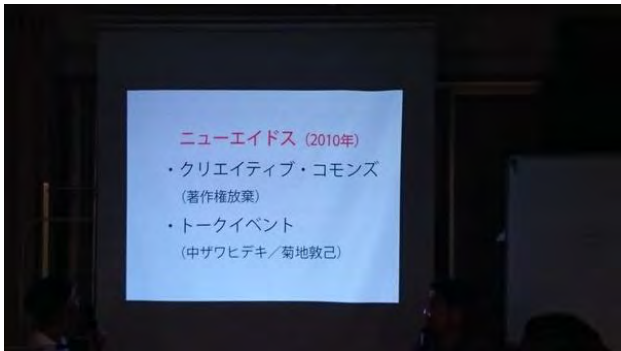 ニューエイドス（2010年）
・クリエイティブ・コモンズ
（著作権放棄）
・トークイベント
（中ザワヒデキ／菊地敦己）